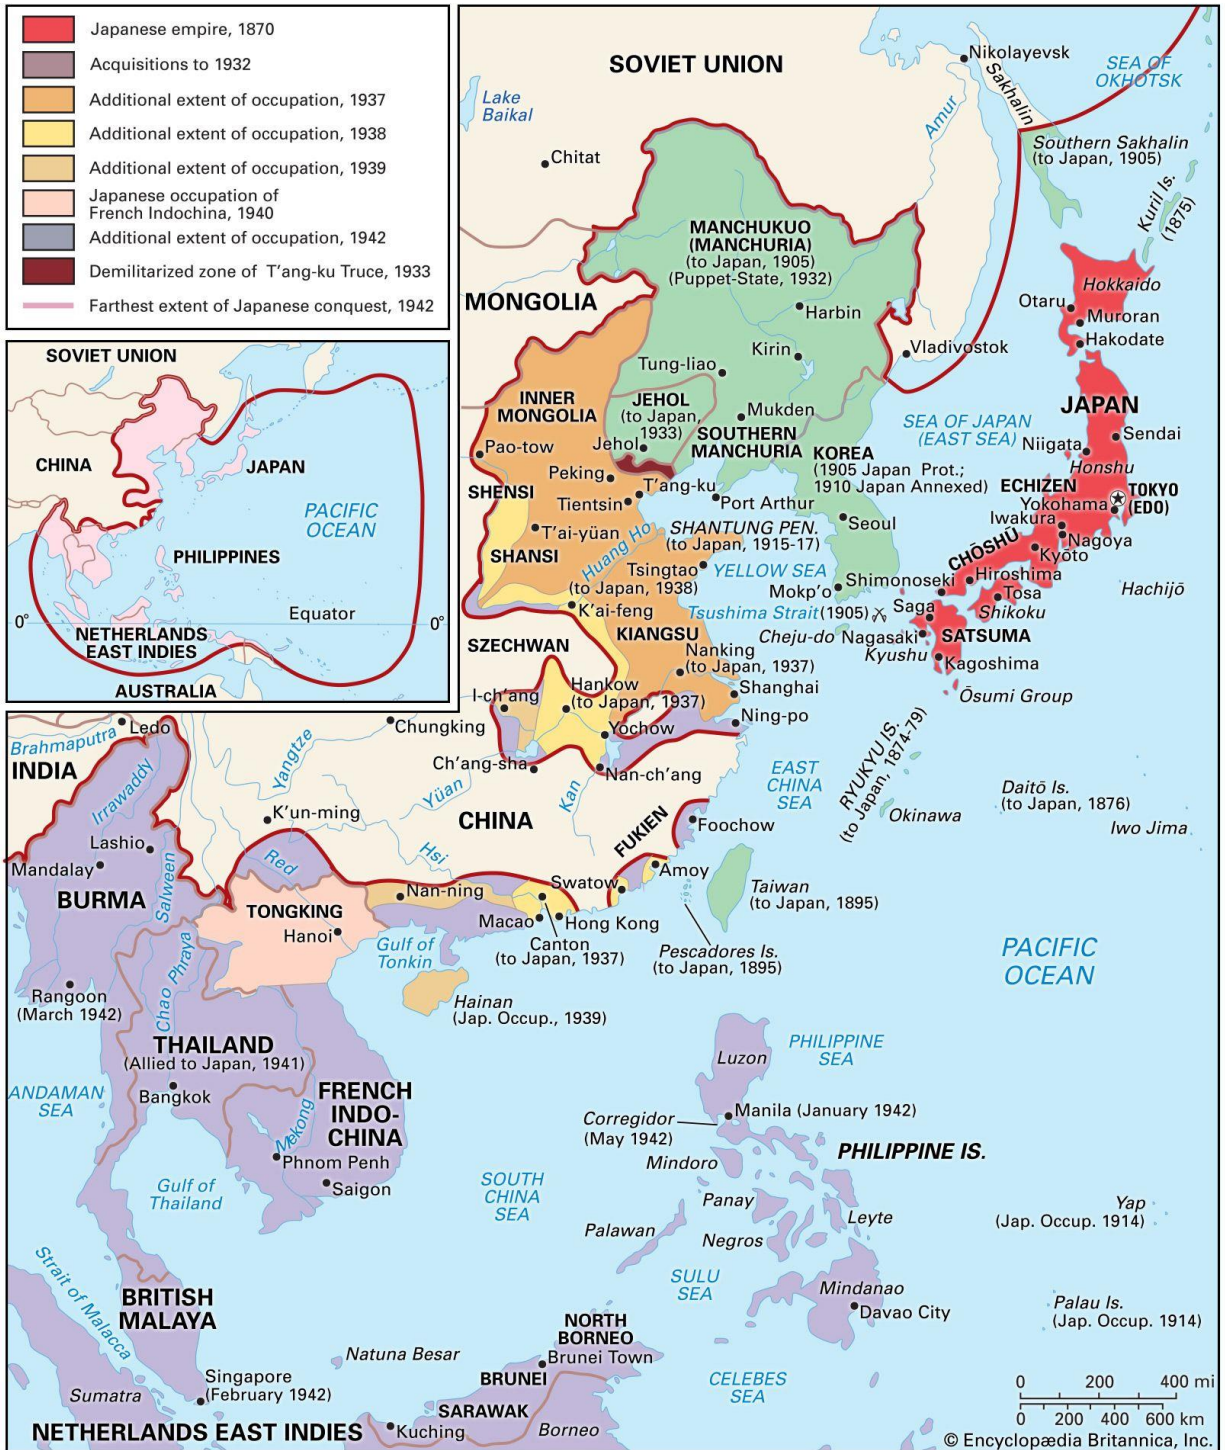 Japanese empire, 1870
Acquisitions to 1932
Additional extent of occupation, 1937
Additional extent of occupation, 1938
Additional extent of occupation, 1939
Japanese occupation of
French Indochina, 1940
Additional extent of occupation, 1942
Demilitarized zone of T'ang-ku Truce, 1933
Farthest extent of Japanese conquest, 1942
SOVIET UNION
CHINA
JAPAN
PACIFIC
OCEAN
PHILIPPINES
Equator
0°
0°
NETHERLANDS
EAST INDIES
AUSTRALIA
SOVIET UNION
Nikolayevsk
SEA OF
OKHOTSK
Sakhalin
Lake
Baikal
Amur
Chitat
Southern Sakhalin
(to Japan, 1905)
Kuril Is.
(1875)
MANCHUKUO
(MANCHURIA)
(to Japan, 1905)
(Puppet-State, 1932)
MONGOLIA
Harbin
Hokkaido
Otaru
Muroran
Hakodate
Kirin
Vladivostok
Tung-liao
INNER
MONGOLIA
JEHOL
(to Japan,
1933)
Mukden
JAPAN
SEA OF JAPAN
(EAST SEA)
Sendai
Niigata
Honshu
Pao-tow
Jehol
SOUTHERN
MANCHURIA
KOREA
(1905 Japan Prot.;
1910 Japan Annexed)
Peking
T'ang-ku
ECHIZEN
TOKYO
(EDO)
Yokohama
SHENSI
Tientsin
Port Arthur
Iwakura
Seoul
Nagoya
T'ai-yüan
SHANTUNG PEN.
(to Japan, 1915-17)
CHŌSHŪ
Kyōto
SHANSI
Huang Ho
Tsingtao
(to Japan, 1938)
YELLOW SEA
Shimonoseki
Hiroshima
Mokp'o
Hachijō
Tosa
K'ai-feng
Tsushima Strait (1905)
Saga
Shikoku
KIANGSU
Cheju-do
Nagasaki
SATSUMA
SZECHWAN
Nanking
(to Japan, 1937)
Kyushu
Kagoshima
I-ch'ang
Hankow
(to Japan, 1937)
Shanghai
Ōsumi Group
Ning-po
Yochow
RYUKYU IS.
(to Japan, 1874-79)
Brahmaputra
Ledo
Chungking
INDIA
Yangtze
Ch'ang-sha
Nan-ch'ang
EAST
CHINA
SEA
Irrawaddy
Yüan
Kan
Daitō Is.
(to Japan, 1876)
K'un-ming
CHINA
FUKIEN
Foochow
Okinawa
Iwo Jima
Lashio
Mandalay
Red
Hsi
Amoy
Salween
Nan-ning
Swatow
Taiwan
(to Japan, 1895)
BURMA
TONGKING
Hanoi
Macao
Hong Kong
Canton
(to Japan, 1937)
Gulf of
Tonkin
Pescadores Is.
(to Japan, 1895)
PACIFIC
OCEAN
Chao Phraya
Rangoon
(March 1942)
Hainan
(Jap. Occup., 1939)
THAILAND
(Allied to Japan, 1941)
Luzon
PHILIPPINE
SEA
ANDAMAN
SEA
Bangkok
FRENCH
INDO-
CHINA
Mekong
Corregidor
(May 1942)
Manila (January 1942)
Mindoro
PHILIPPINE IS.
Phnom Penh
Saigon
Gulf of
Thailand
SOUTH
CHINA
SEA
Panay
Leyte
Yap
(Jap. Occup. 1914)
Palawan
Negros
Strait of Malacca
SULU
SEA
Mindanao
Davao City
Palau Is.
(Jap. Occup. 1914)
BRITISH
MALAYA
NORTH
BORNEO
Natuna Besar
Brunei Town
BRUNEI
Singapore
(February 1942)
CELEBES
SEA
Sumatra
SARAWAK
NETHERLANDS EAST INDIES
Kuching
Borneo
0 200 400 mi
0 200 400 600 km
© Encyclopædia Britannica, Inc.